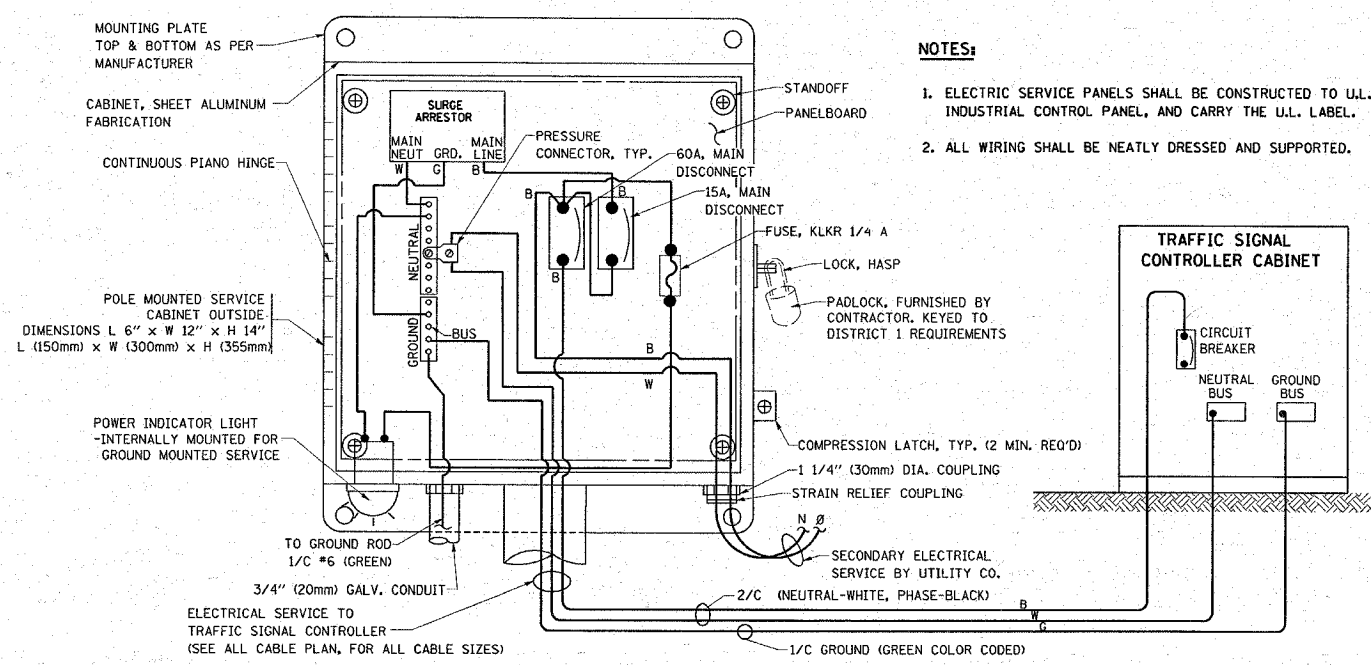 MOUNTING PLATE
TOP & BOTTOM AS PER
MANUFACTURER
CABINET, SHEET ALUMINUM
FABRICATION
CONTINUOUS PIANO HINGE
POLE MOUNTED SERVICE
CABINET OUTSIDE
DIMENSIONS L 6" x W 12" x H 14"
L (150mm) x W (300mm) x H (355mm)
POWER INDICATOR LIGHT
-INTERNALLY MOUNTED FOR
GROUND MOUNTED SERVICE
SURGE
ARRESTOR
MAIN
NEUT
GRD.
MAIN
LINE
W
G
B
PRESSURE
CONNECTOR, TYP.
STANDOFF
PANELBOARD
60A, MAIN
DISCONNECT
15A, MAIN
DISCONNECT
B
B
B
FUSE, KLKR 1/4 A
NEUTRAL
GROUND
BUS
LOCK, HASP
PADLOCK, FURNISHED BY
CONTRACTOR. KEYED TO
DISTRICT 1 REQUIREMENTS
B
W
COMPRESSION LATCH, TYP. (2 MIN. REQ'D)
1 1/4" (30mm) DIA. COUPLING
STRAIN RELIEF COUPLING
N Ø
SECONDARY ELECTRICAL
SERVICE BY UTILITY CO.
TO GROUND ROD
1/C #6 (GREEN)
3/4" (20mm) GALV. CONDUIT
ELECTRICAL SERVICE TO
TRAFFIC SIGNAL CONTROLLER
(SEE ALL CABLE PLAN, FOR ALL CABLE SIZES)
2/C (NEUTRAL-WHITE, PHASE-BLACK)
B
W
G
1/C GROUND (GREEN COLOR CODED)
NOTES:
1. ELECTRIC SERVICE PANELS SHALL BE CONSTRUCTED TO U.L.
INDUSTRIAL CONTROL PANEL, AND CARRY THE U.L. LABEL.
2. ALL WIRING SHALL BE NEATLY DRESSED AND SUPPORTED.
TRAFFIC SIGNAL
CONTROLLER CABINET
CIRCUIT
BREAKER
NEUTRAL
BUS
GROUND
BUS